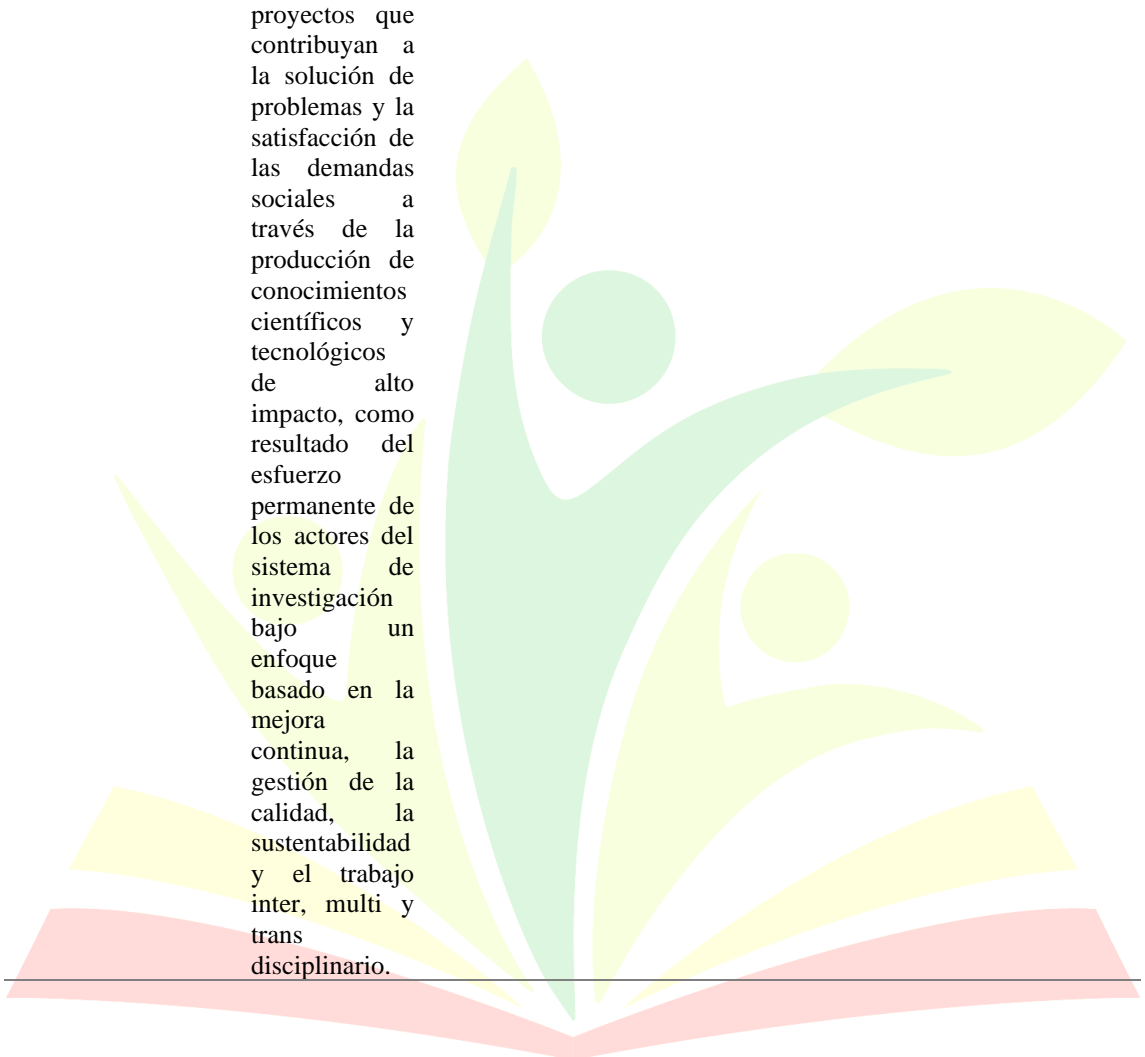 proyectos que
contribuyan a
la solución de
problemas y la
satisfacción de
las demandas
sociales a
través de la
producción de
conocimientos
científicos y
tecnológicos
de alto
impacto, como
resultado del
esfuerzo
permanente de
los actores del
sistema de
investigación
bajo un
enfoque
basado en la
mejora
continua, la
gestión de la
calidad, la
sustentabilidad
y el trabajo
inter, multi y
trans
disciplinario.